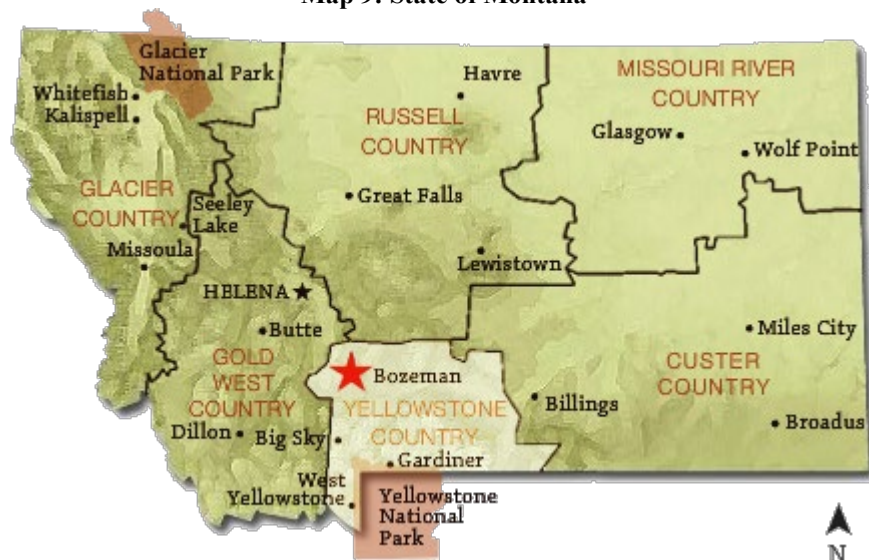 Map 9: State of Montana
Glacier
National Park
Whitefish
Kalispell
Havre
MISSOURI RIVER
COUNTRY
RUSSELL
COUNTRY
Glasgow
Wolf Point
GLACIER
COUNTRY
Seeley
Lake
Great Falls
Missoula
Lewistown
HELENA
Butte
Miles City
GOLD
WEST
COUNTRY
Bozeman
CUSTER
COUNTRY
YELLOWSTONE
COUNTRY
Billings
Broadus
Dillon
Big Sky
Gardiner
West
Yellowstone
Yellowstone
National
Park
N